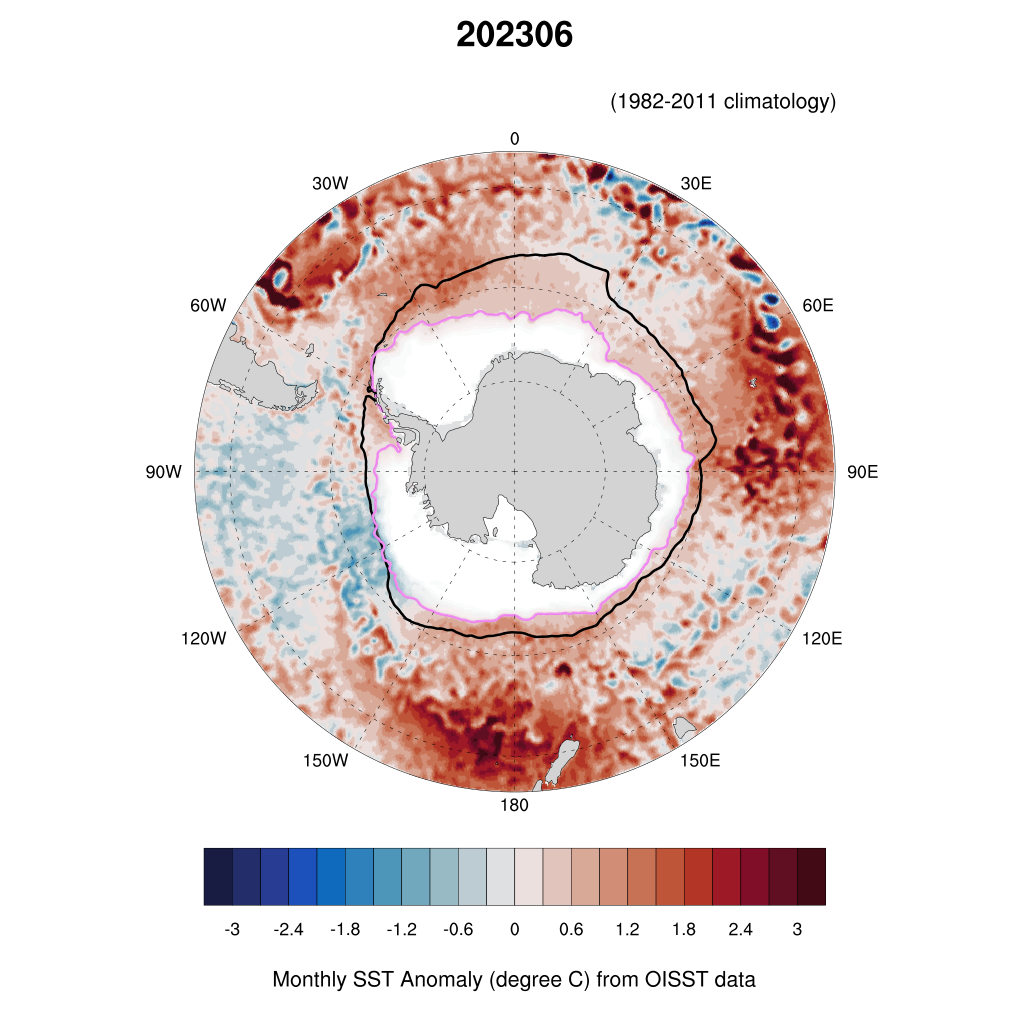 202306
(1982-2011 climatology)
0
30W 30E
60W 60E
90W 90E
120W 120E
150W 150E
180
-3 -2.4 -1.8 -1.2 -0.6 0 0.6 1.2 1.8 2.4 3
Monthly SST Anomaly (degree C) from OISST data